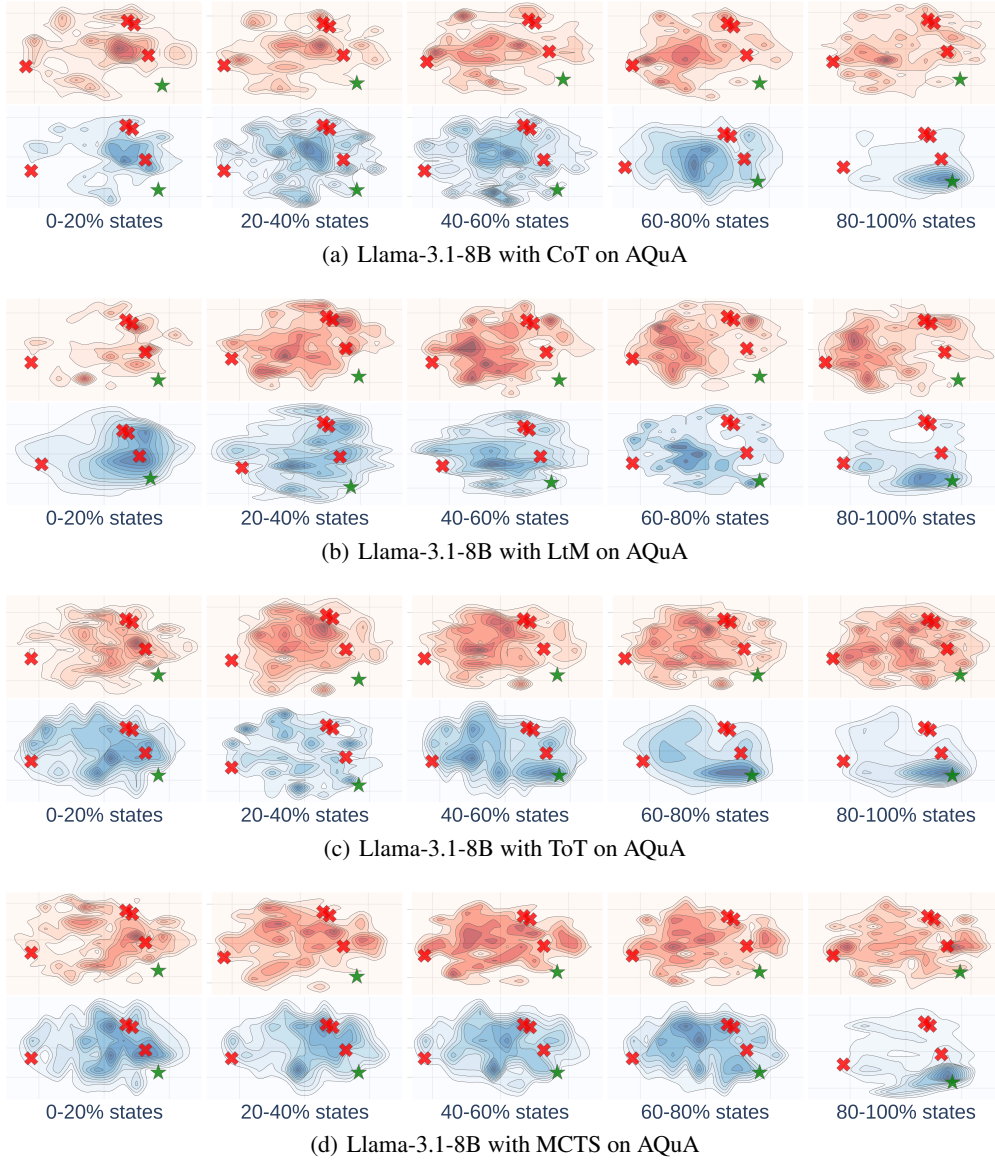 0-20% states 20-40% states 40-60% states 60-80% states 80-100% states
(a) Llama-3.1-8B with CoT on AQuA
0-20% states 20-40% states 40-60% states 60-80% states 80-100% states
(b) Llama-3.1-8B with LtM on AQuA
0-20% states 20-40% states 40-60% states 60-80% states 80-100% states
(c) Llama-3.1-8B with ToT on AQuA
0-20% states 20-40% states 40-60% states 60-80% states 80-100% states
(d) Llama-3.1-8B with MCTS on AQuA